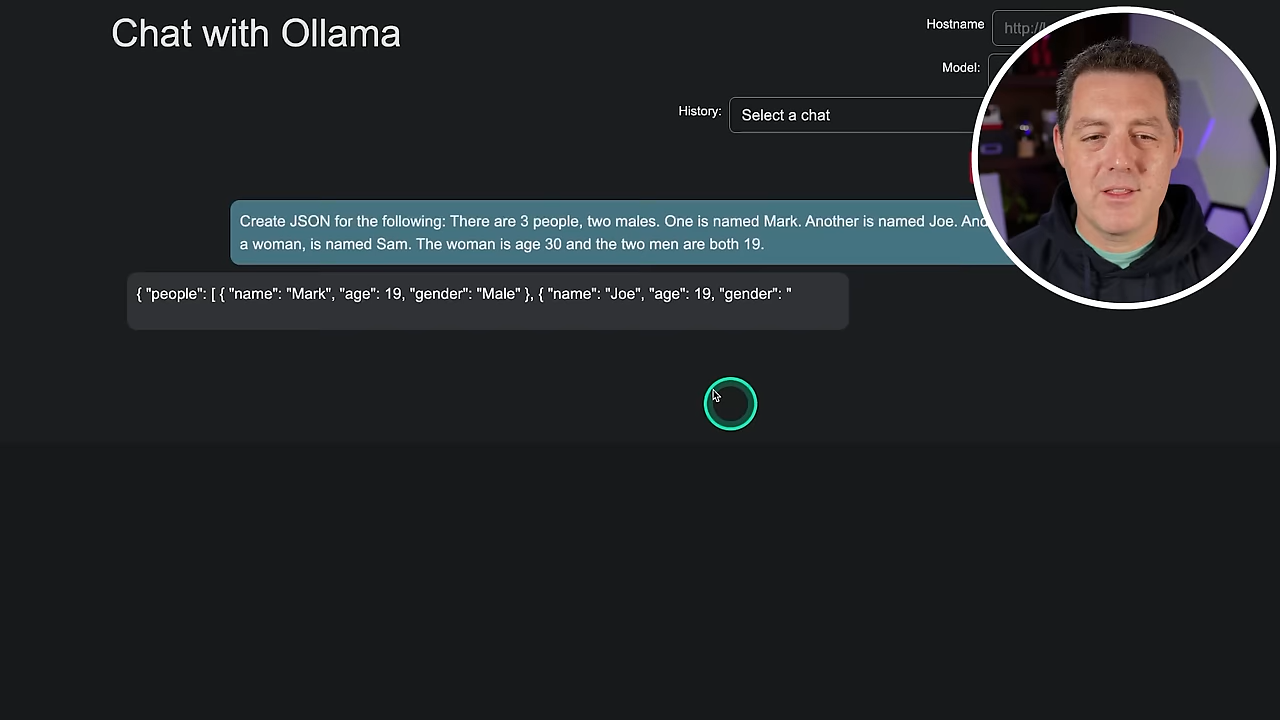 Chat with Ollama
Hostname
http://
Model:
History:
Select a chat
Create JSON for the following: There are 3 people, two males. One is named Mark. Another is named Joe.
a woman, is named Sam. The woman is age 30 and the two men are both 19.
{ "people": [ { "name": "Mark", "age": 19, "gender": "Male" }, { "name": "Joe", "age": 19, "gender": "